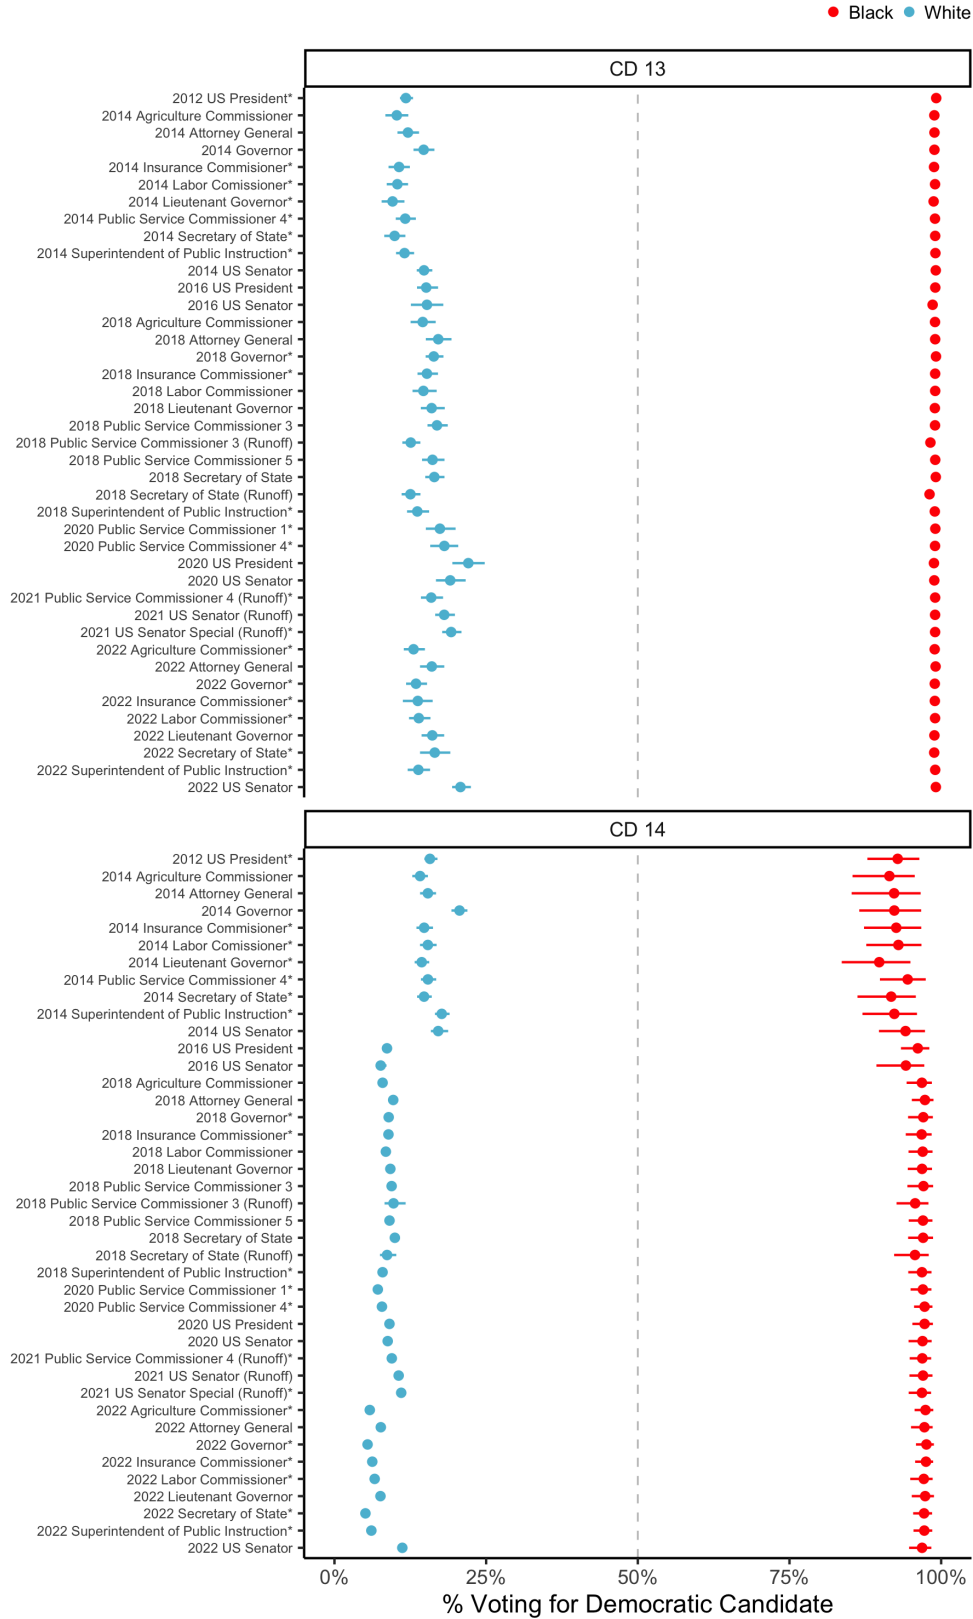 Black White
CD 13
2012 US President*
2014 Agriculture Commissioner
2014 Attorney General
2014 Governor
2014 Insurance Commisioner*
2014 Labor Comissioner*
2014 Lieutenant Governor*
2014 Public Service Commissioner 4*
2014 Secretary of State*
2014 Superintendent of Public Instruction*
2014 US Senator
2016 US President
2016 US Senator
2018 Agriculture Commissioner
2018 Attorney General
2018 Governor*
2018 Insurance Commissioner*
2018 Labor Commissioner
2018 Lieutenant Governor
2018 Public Service Commissioner 3
2018 Public Service Commissioner 3 (Runoff)
2018 Public Service Commissioner 5
2018 Secretary of State
2018 Secretary of State (Runoff)
2018 Superintendent of Public Instruction*
2020 Public Service Commissioner 1*
2020 Public Service Commissioner 4*
2020 US President
2020 US Senator
2021 Public Service Commissioner 4 (Runoff)*
2021 US Senator (Runoff)
2021 US Senator Special (Runoff)*
2022 Agriculture Commissioner*
2022 Attorney General
2022 Governor*
2022 Insurance Commissioner*
2022 Labor Commissioner*
2022 Lieutenant Governor
2022 Secretary of State*
2022 Superintendent of Public Instruction*
2022 US Senator
CD 14
2012 US President*
2014 Agriculture Commissioner
2014 Attorney General
2014 Governor
2014 Insurance Commisioner*
2014 Labor Comissioner*
2014 Lieutenant Governor*
2014 Public Service Commissioner 4*
2014 Secretary of State*
2014 Superintendent of Public Instruction*
2014 US Senator
2016 US President
2016 US Senator
2018 Agriculture Commissioner
2018 Attorney General
2018 Governor*
2018 Insurance Commissioner*
2018 Labor Commissioner
2018 Lieutenant Governor
2018 Public Service Commissioner 3
2018 Public Service Commissioner 3 (Runoff)
2018 Public Service Commissioner 5
2018 Secretary of State
2018 Secretary of State (Runoff)
2018 Superintendent of Public Instruction*
2020 Public Service Commissioner 1*
2020 Public Service Commissioner 4*
2020 US President
2020 US Senator
2021 Public Service Commissioner 4 (Runoff)*
2021 US Senator (Runoff)
2021 US Senator Special (Runoff)*
2022 Agriculture Commissioner*
2022 Attorney General
2022 Governor*
2022 Insurance Commissioner*
2022 Labor Commissioner*
2022 Lieutenant Governor
2022 Secretary of State*
2022 Superintendent of Public Instruction*
2022 US Senator
0% 25% 50% 75% 100%
% Voting for Democratic Candidate